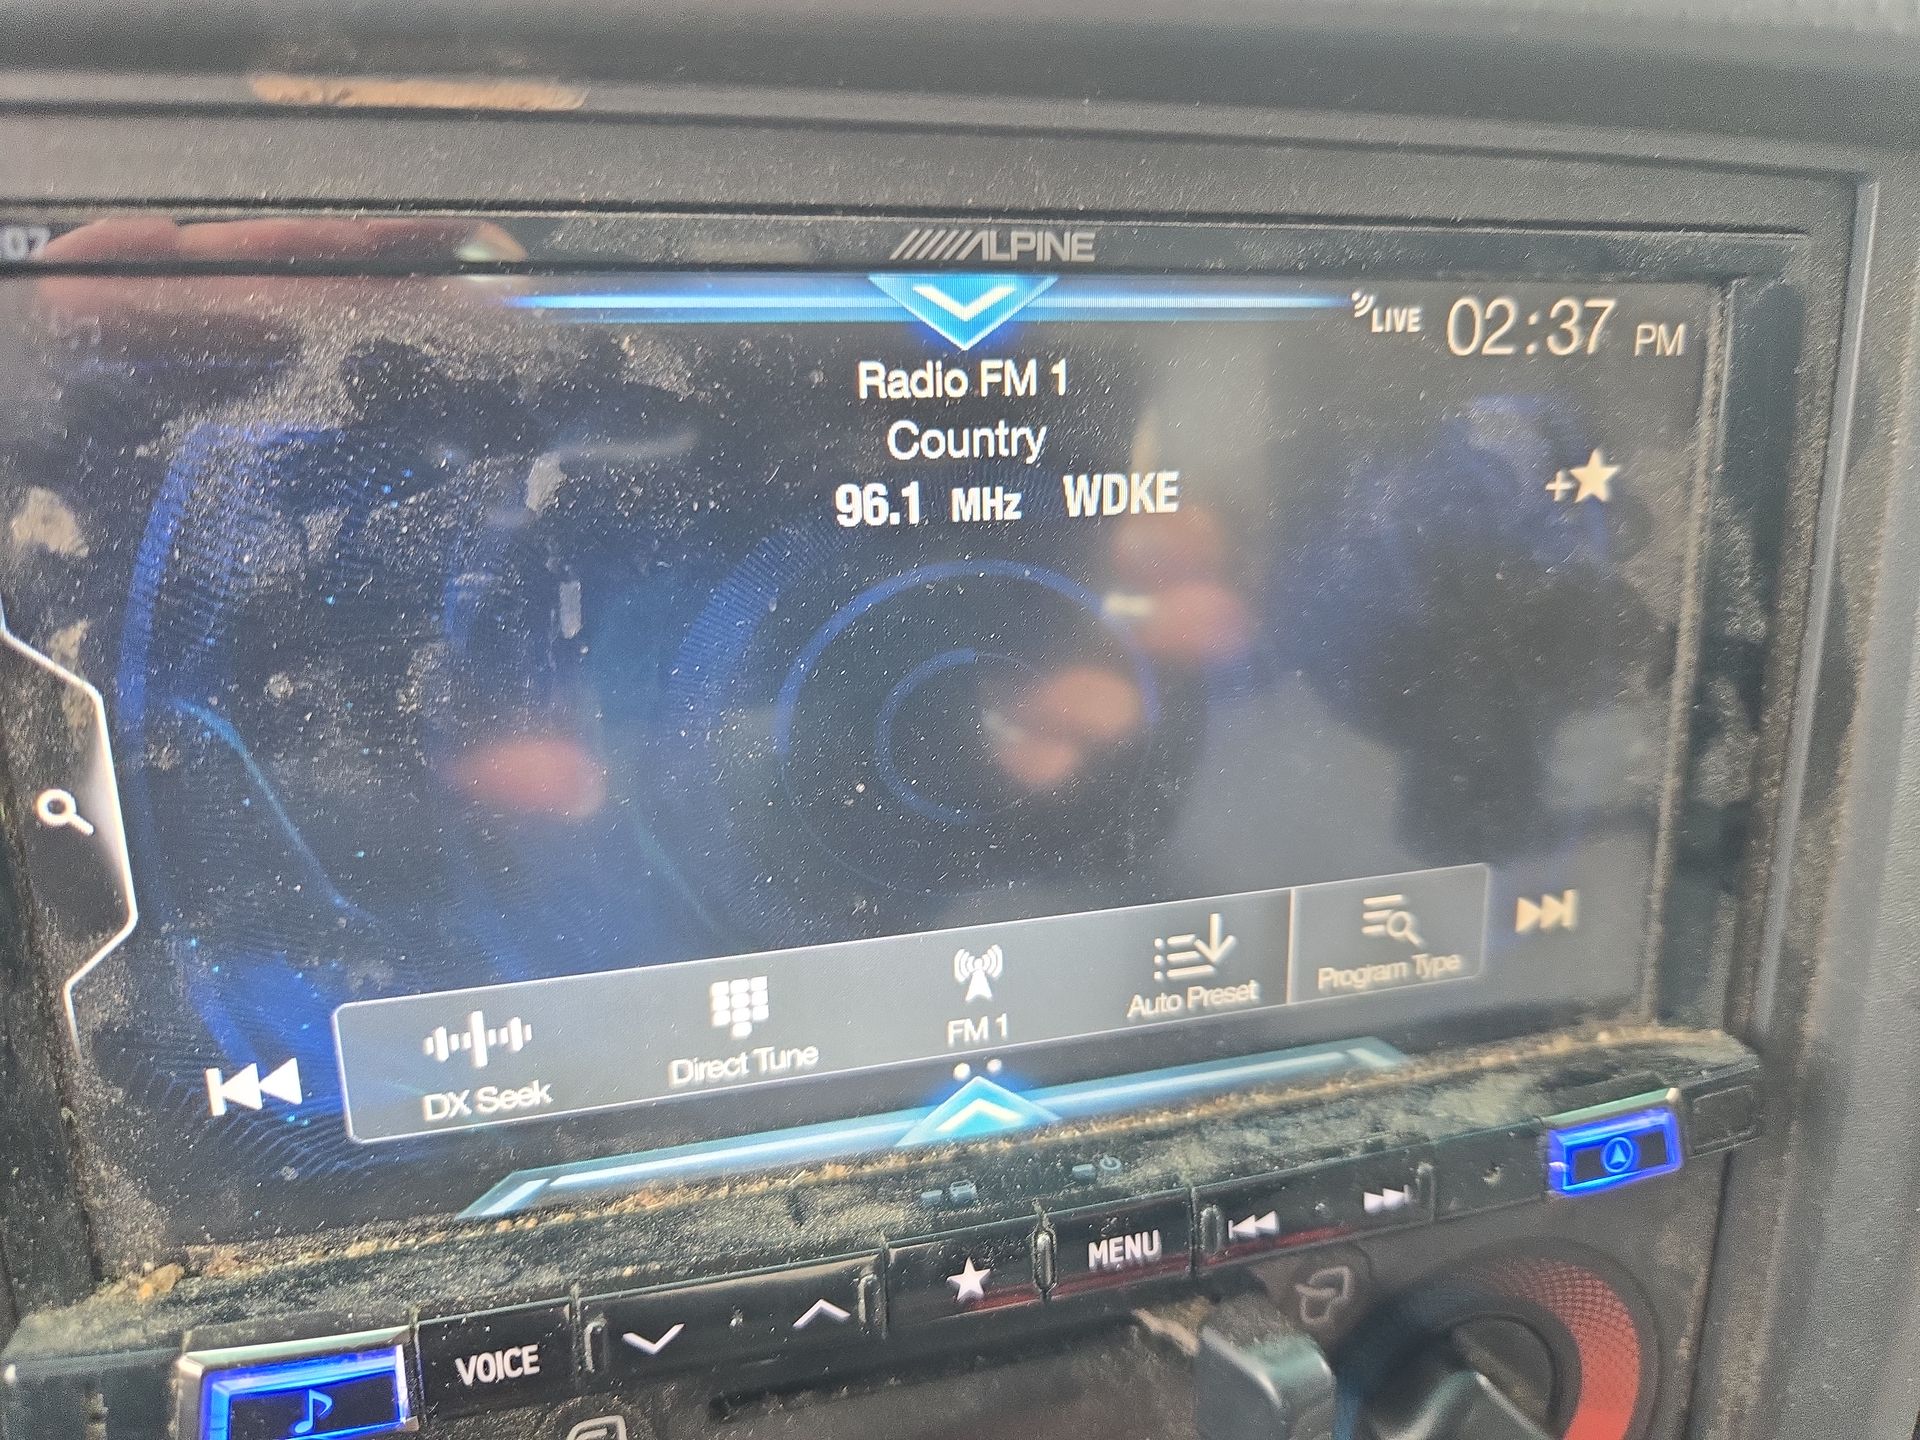 ALPINE
LIVE 02:37 PM
Radio FM 1
Country
96.1 MHz WDKE
DX Seek
Direct Tune
FM 1
Auto Preset
Program Type
VOICE
MENU